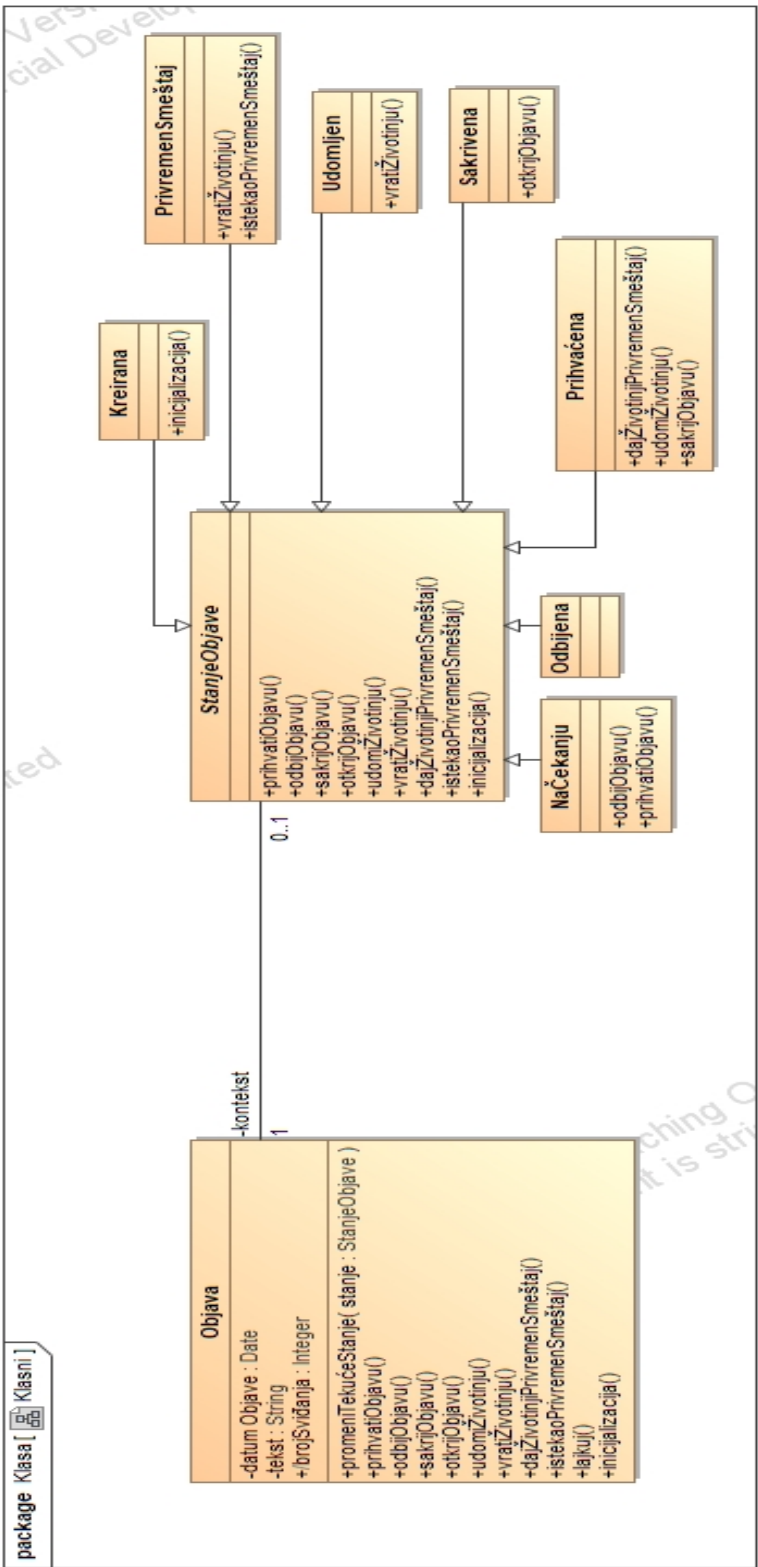 package Klasa[ Klasni ]
Objava
-datum Objave : Date
-tekst : String
+/brojSviđanja : Integer
+promeniTekućeStanje( stanje : StanjeObjave )
+prihvatiObjavu()
+odbijObjavu()
+sakrijObjavu()
+otkrijObjavu()
+udomiŽivotinju()
+vratiŽivotinju()
+dajŽivotinjiPrivremenSmeštaj()
+istekaoPrivremenSmeštaj()
+lajkuj()
+inicijalizacija()
-kontekst
1
0..1
StanjeObjave
+prihvatiObjavu()
+odbijObjavu()
+sakrijObjavu()
+otkrijObjavu()
+udomiŽivotinju()
+vratiŽivotinju()
+dajŽivotinjiPrivremenSmeštaj()
+istekaoPrivremenSmeštaj()
+inicijalizacija()
Kreirana
+inicijalizacija()
PrivremenSmeštaj
+vratiŽivotinju()
+istekaoPrivremenSmeštaj()
Udomljen
+vratiŽivotinju()
Sakrivena
+otkrijObjavu()
Prihvaćena
+dajŽivotinjiPrivremenSmeštaj()
+udomiŽivotinju()
+sakrijObjavu()
Odbijena
NaČekanju
+odbijObjavu()
+prihvatiObjavu()